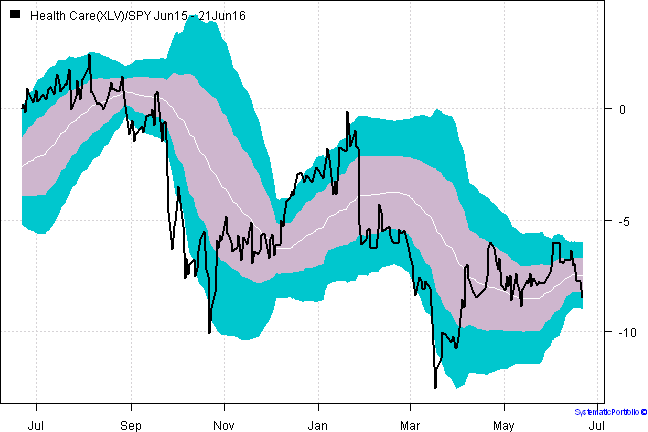 Health Care(XLV)/SPY Jun15 - 21Jun16
0
-5
-10
SystematicPortfolio ©
Jul Sep Nov Jan Mar May Jul